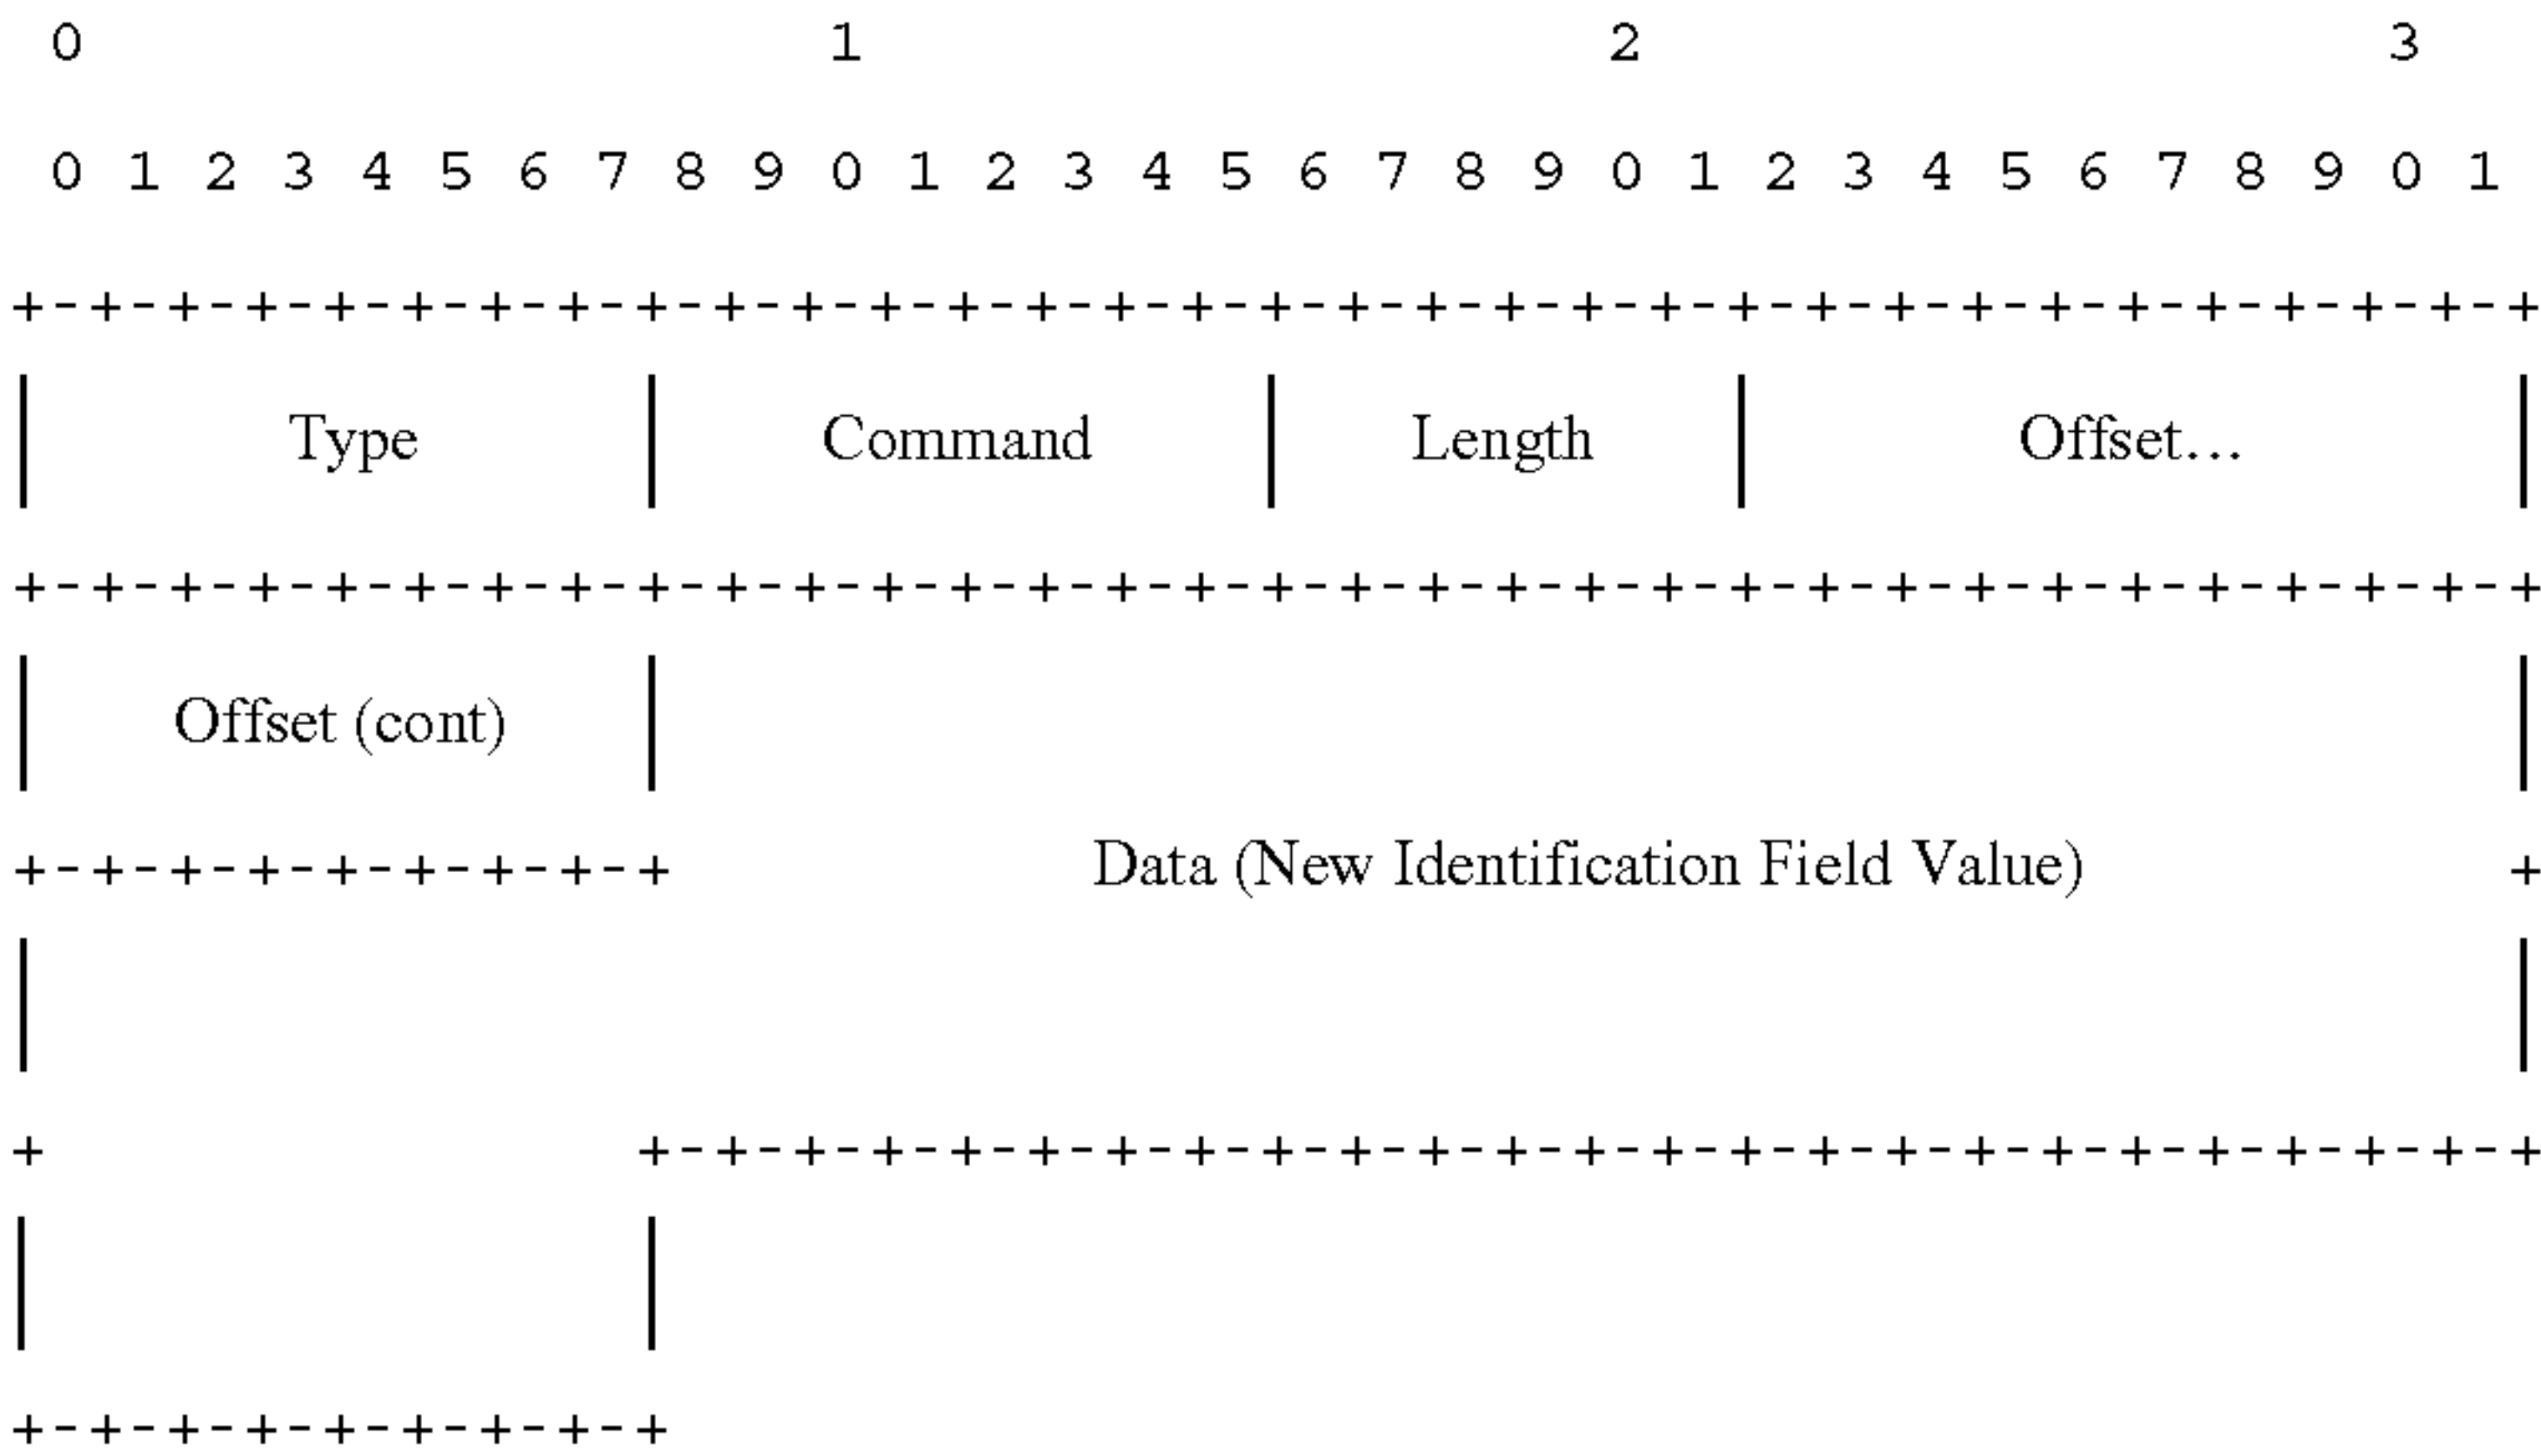 0 1 2 3
0 1 2 3 4 5 6 7 8 9 0 1 2 3 4 5 6 7 8 9 0 1 2 3 4 5 6 7 8 9 0 1
+-+-+-+-+-+-+-+-+-+-+-+-+-+-+-+-+-+-+-+-+-+-+-+-+-+-+-+-+-+-+-+-+
| Type | Command | Length | Offset... |
+-+-+-+-+-+-+-+-+-+-+-+-+-+-+-+-+-+-+-+-+-+-+-+-+-+-+-+-+-+-+-+-+
| Offset (cont) | |
+-+-+-+-+-+-+-+-+ Data (New Identification Field Value) +
| |
+ +-+-+-+-+-+-+-+-+-+-+-+-+-+-+-+-+-+-+-+-+-+-+-+-+
| |
+-+-+-+-+-+-+-+-+